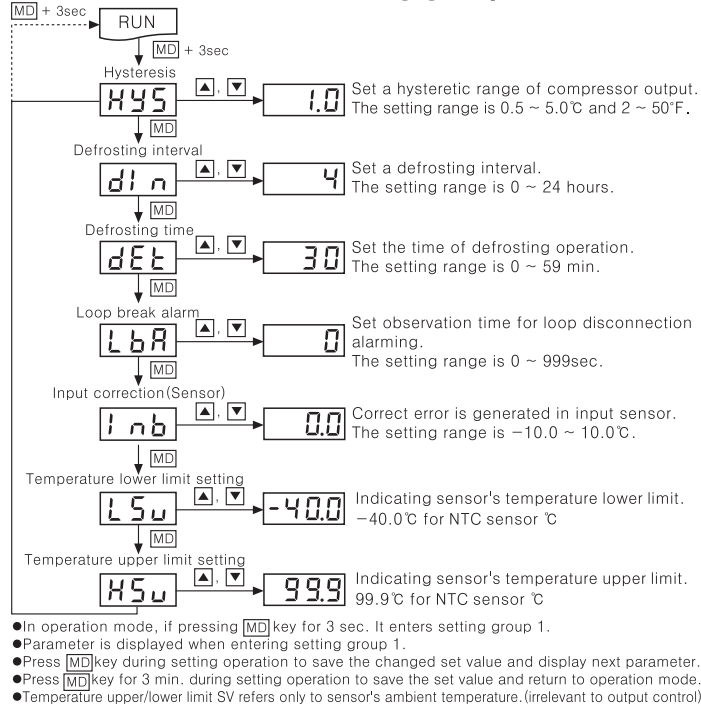 MD + 3sec
RUN
MD + 3sec
Hysteresis
HYS
▲, ▼
1.0
Set a hysteretic range of compressor output.
The setting range is 0.5 ~ 5.0℃ and 2 ~ 50°F.
MD
Defrosting interval
dIn
▲, ▼
4
Set a defrosting interval.
The setting range is 0 ~ 24 hours.
MD
Defrosting time
dEt
▲, ▼
30
Set the time of defrosting operation.
The setting range is 0 ~ 59 min.
MD
Loop break alarm
LbA
▲, ▼
0
Set observation time for loop disconnection
alarming.
The setting range is 0 ~ 999sec.
MD
Input correction(Sensor)
Inb
▲, ▼
0.0
Correct error is generated in input sensor.
The setting range is −10.0 ~ 10.0℃.
MD
Temperature lower limit setting
LSu
▲, ▼
-40.0
Indicating sensor's temperature lower limit.
−40.0℃ for NTC sensor ℃
MD
Temperature upper limit setting
HSu
▲, ▼
99.9
Indicating sensor's temperature upper limit.
99.9℃ for NTC sensor ℃
●In operation mode, if pressing MD key for 3 sec. It enters setting group 1.
●Parameter is displayed when entering setting group 1.
●Press MD key during setting operation to save the changed set value and display next parameter.
●Press MD key for 3 min. during setting operation to save the set value and return to operation mode.
●Temperature upper/lower limit SV refers only to sensor's ambient temperature.(irrelevant to output control)